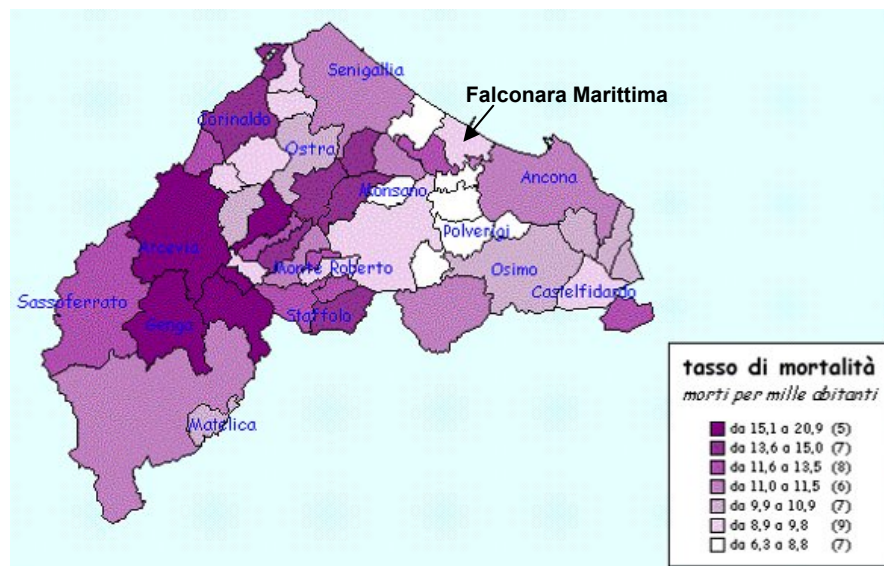 Senigallia
Falconara Marittima
Corinaldo
Ostra
Ancona
Monsano
Arcevia
Polverigi
Monte Roberto
Osimo
Sassoferrato
Castelfidardo
Staffolo
Genga
Matelica
tasso di mortalità
morti per mille abitanti
da 15,1 a 20,9 (5)
da 13,6 a 15,0 (7)
da 11,6 a 13,5 (8)
da 11,0 a 11,5 (6)
da 9,9 a 10,9 (7)
da 8,9 a 9,8 (9)
da 6,3 a 8,8 (7)